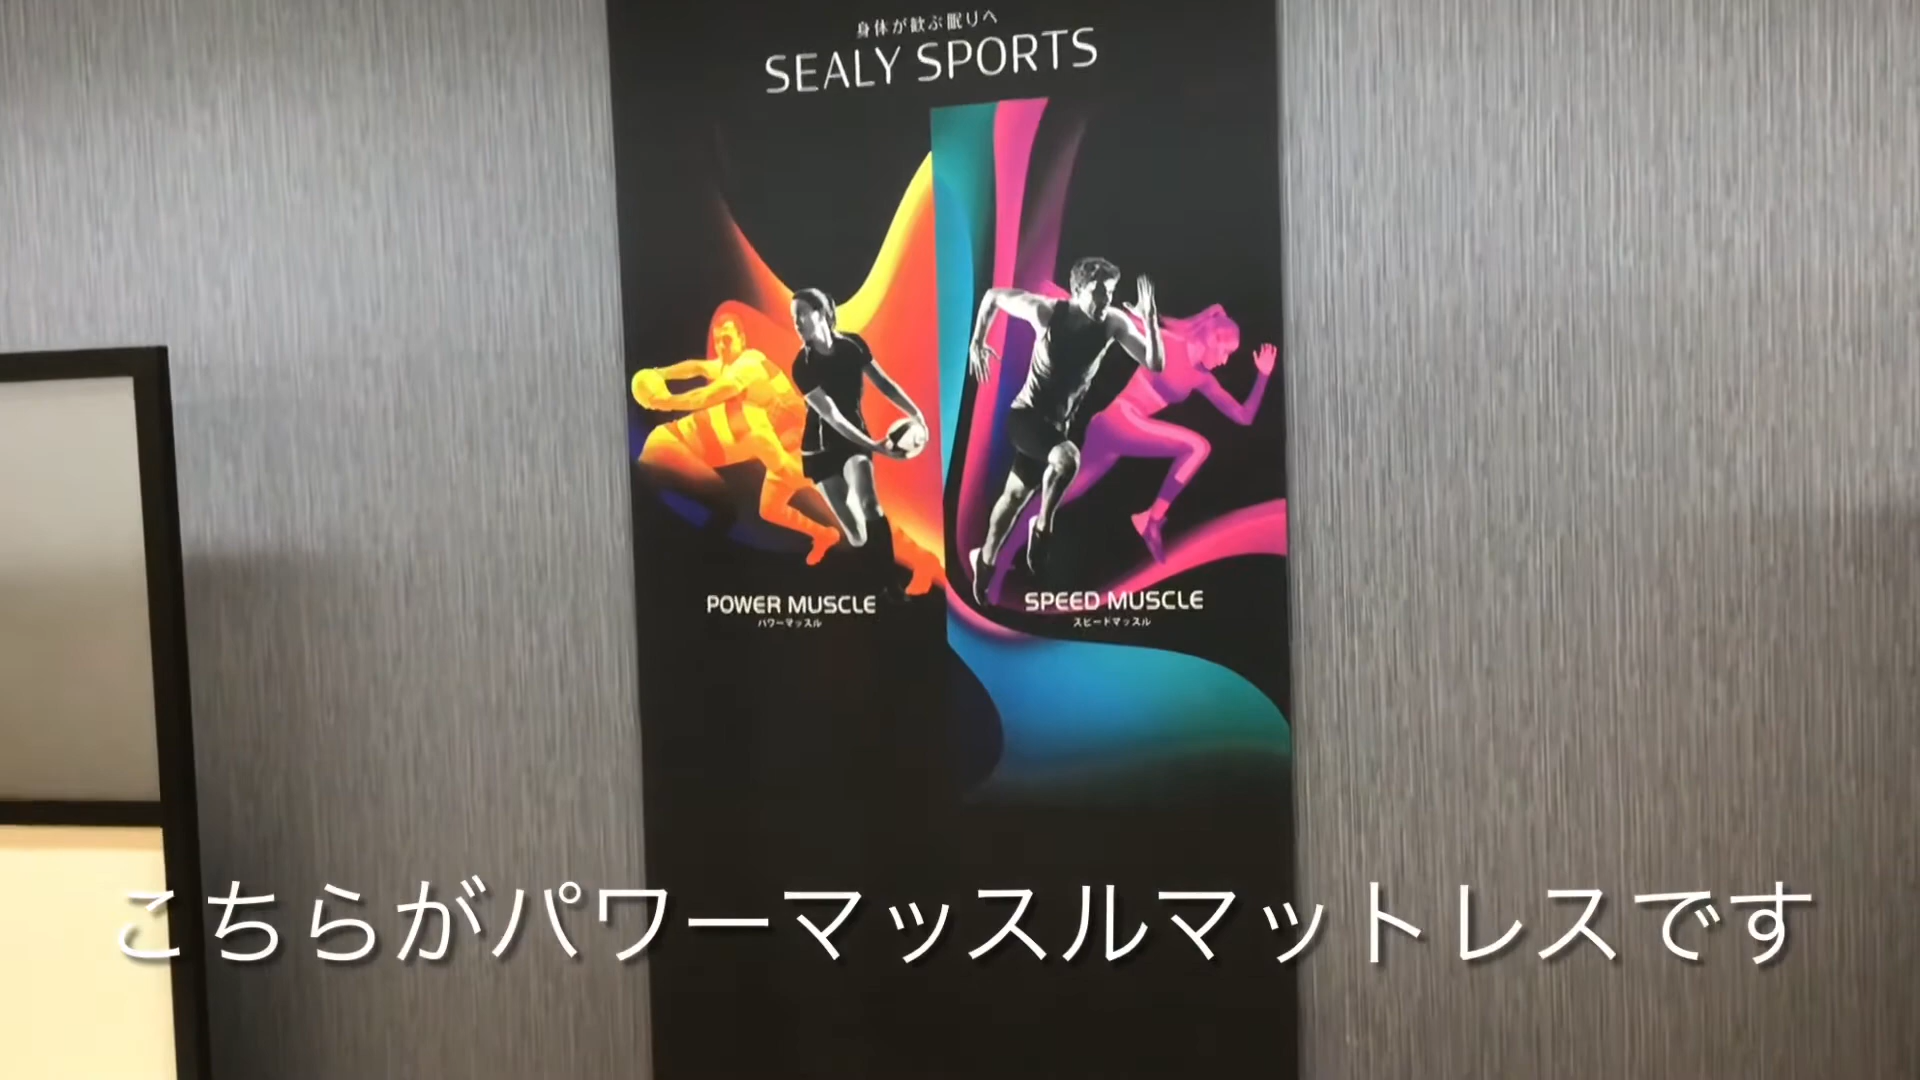 身体が歓ぶ眠りへ
SEALY SPORTS
POWER MUSCLE
パワーマッスル
SPEED MUSCLE
スピードマッスル
こちらがパワーマッスルマットレスです